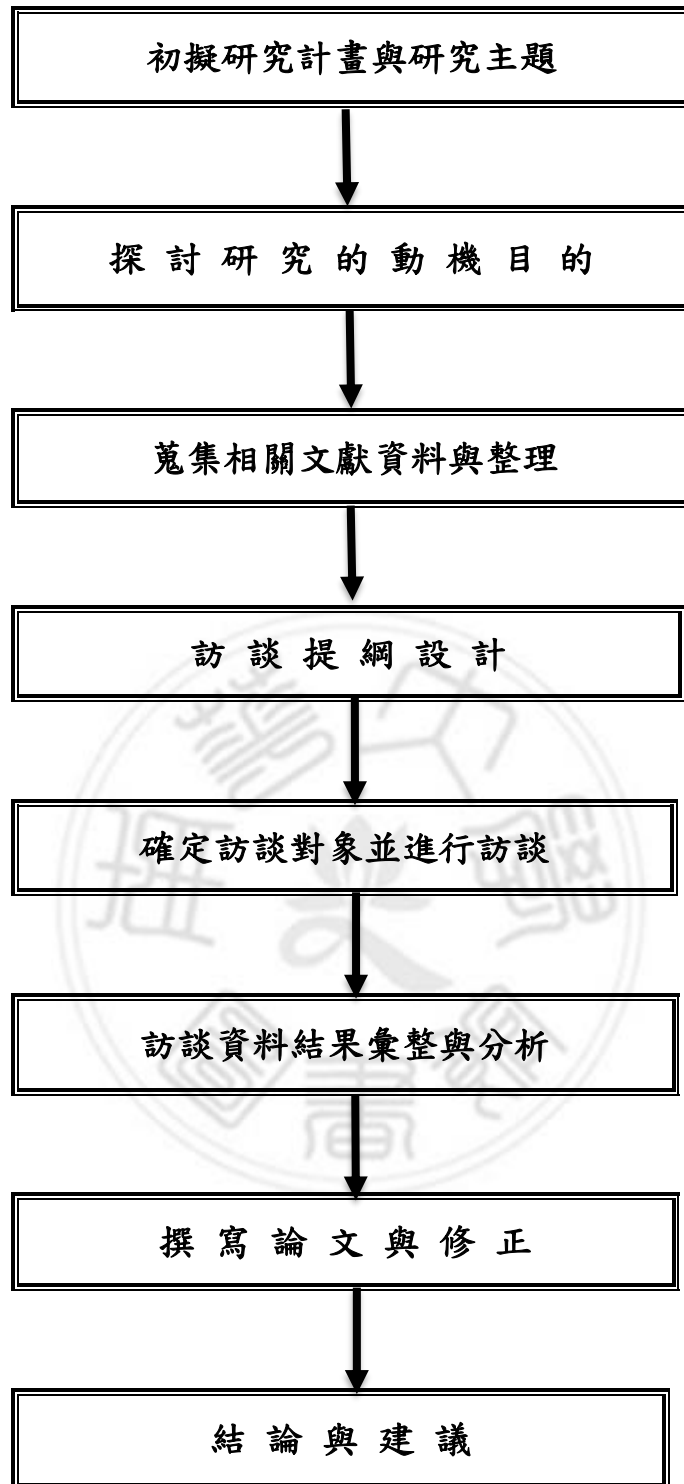 初擬研究計畫與研究主題
探討研究的動機目的
蒐集相關文獻資料與整理
訪談提綱設計
確定訪談對象並進行訪談
訪談資料結果彙整與分析
撰寫論文與修正
結論與建議